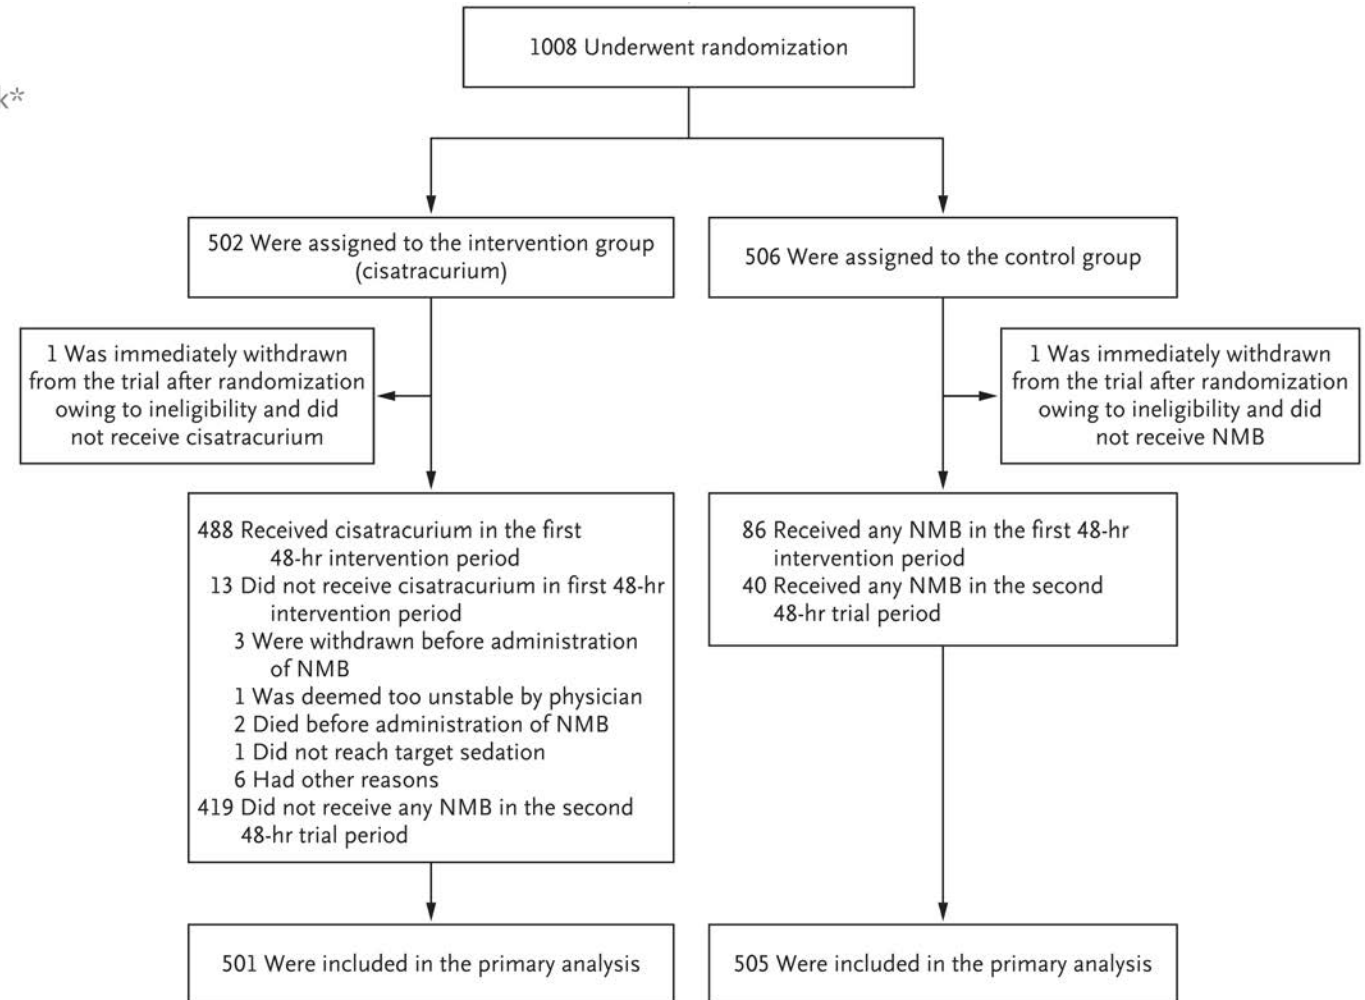 1008 Underwent randomization
k*
502 Were assigned to the intervention group
(cisatracurium)
506 Were assigned to the control group
1 Was immediately withdrawn
from the trial after randomization
owing to ineligibility and did
not receive cisatracurium
1 Was immediately withdrawn
from the trial after randomization
owing to ineligibility and did
not receive NMB
488 Received cisatracurium in the first
48-hr intervention period
13 Did not receive cisatracurium in first 48-hr
intervention period
3 Were withdrawn before administration
of NMB
1 Was deemed too unstable by physician
2 Died before administration of NMB
1 Did not reach target sedation
6 Had other reasons
419 Did not receive any NMB in the second
48-hr trial period
86 Received any NMB in the first 48-hr
intervention period
40 Received any NMB in the second
48-hr trial period
501 Were included in the primary analysis
505 Were included in the primary analysis